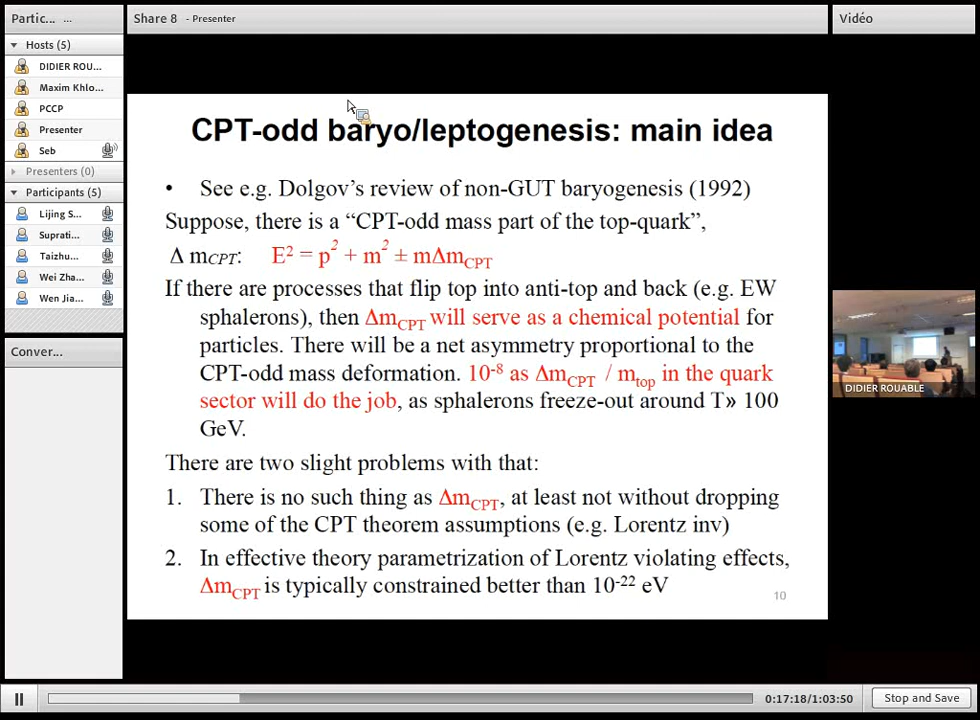 Partic... ...
Hosts (5)
DIDIER ROU...
Maxim Khlo...
PCCP
Presenter
Seb
Presenters (0)
Participants (5)
Lijing S...
Suprati...
Taizhu...
Wei Zha...
Wen Jia...
Conver...
Share 8 - Presenter
CPT-odd baryo/leptogenesis: main idea
• See e.g. Dolgov’s review of non-GUT baryogenesis (1992)
Suppose, there is a “CPT-odd mass part of the top-quark”,
Δ mCPT: E² = p² + m² ± mΔmCPT
If there are processes that flip top into anti-top and back (e.g. EW
sphalerons), then ΔmCPT will serve as a chemical potential for
particles. There will be a net asymmetry proportional to the
CPT-odd mass deformation. 10⁻⁸ as ΔmCPT / mtop in the quark
sector will do the job, as sphalerons freeze-out around T» 100
GeV.
There are two slight problems with that:
1. There is no such thing as ΔmCPT, at least not without dropping
some of the CPT theorem assumptions (e.g. Lorentz inv)
2. In effective theory parametrization of Lorentz violating effects,
ΔmCPT is typically constrained better than 10⁻²² eV
10
Vidéo
DIDIER ROUABLE
0:17:18/1:03:50
Stop and Save